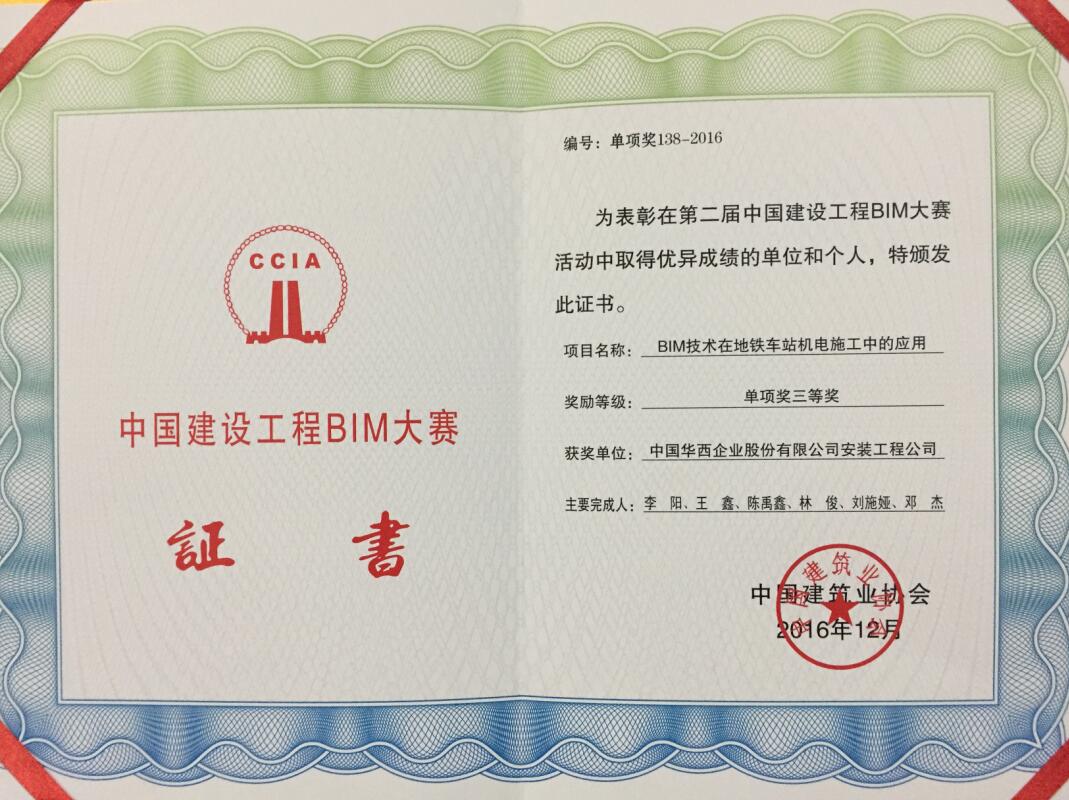 CCIA
中国建设工程BIM大赛
証 書
编号：单项奖138-2016
为表彰在第二届中国建设工程BIM大赛
活动中取得优异成绩的单位和个人，特颁发
此证书。
项目名称：BIM技术在地铁车站机电施工中的应用
奖励等级：单项奖三等奖
获奖单位：中国华西企业股份有限公司安装工程公司
主要完成人：李 阳、王 鑫、陈禹鑫、林 俊、刘施娅、邓 杰
中国建筑业协会
2016年12月
中国建筑业协会